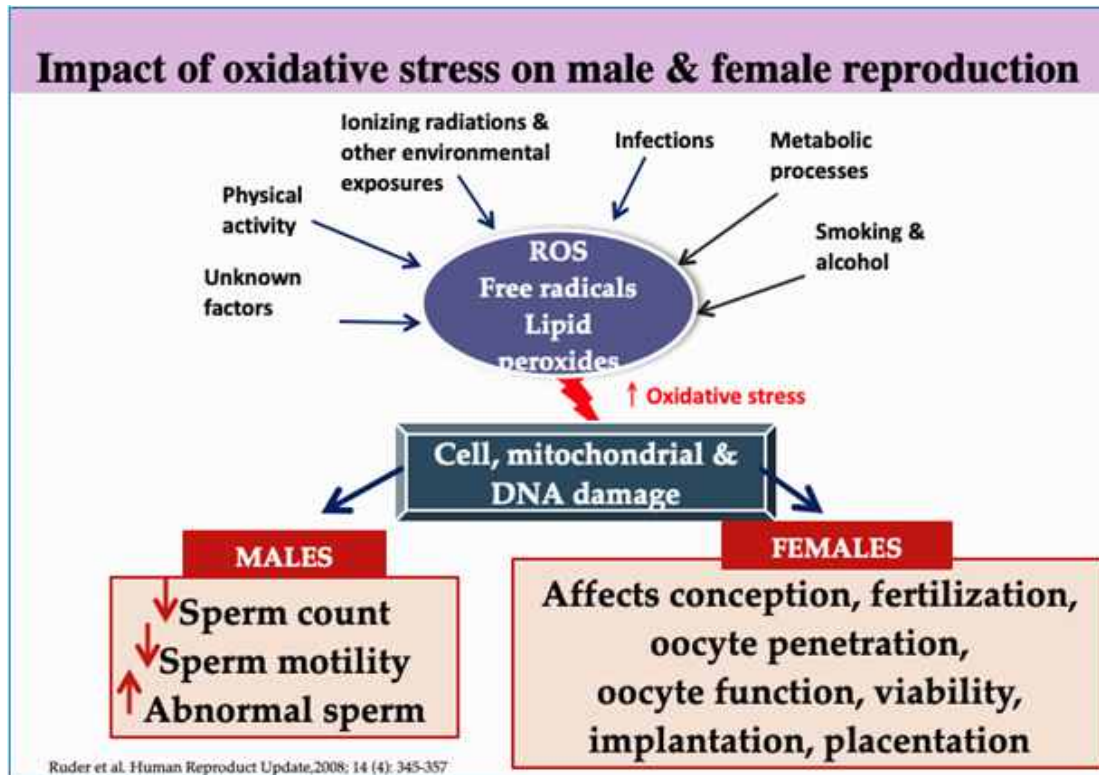 Impact of oxidative stress on male & female reproduction
Ionizing radiations &
other environmental
exposures
Infections
Metabolic
processes
Physical
activity
Smoking &
alcohol
Unknown
factors
ROS
Free radicals
Lipid
peroxides
↑ Oxidative stress
Cell, mitochondrial &
DNA damage
MALES
↓Sperm count
↓Sperm motility
↑Abnormal sperm
FEMALES
Affects conception, fertilization,
oocyte penetration,
oocyte function, viability,
implantation, placentation
Ruder et al. Human Reproduct Update,2008; 14 (4): 345-357